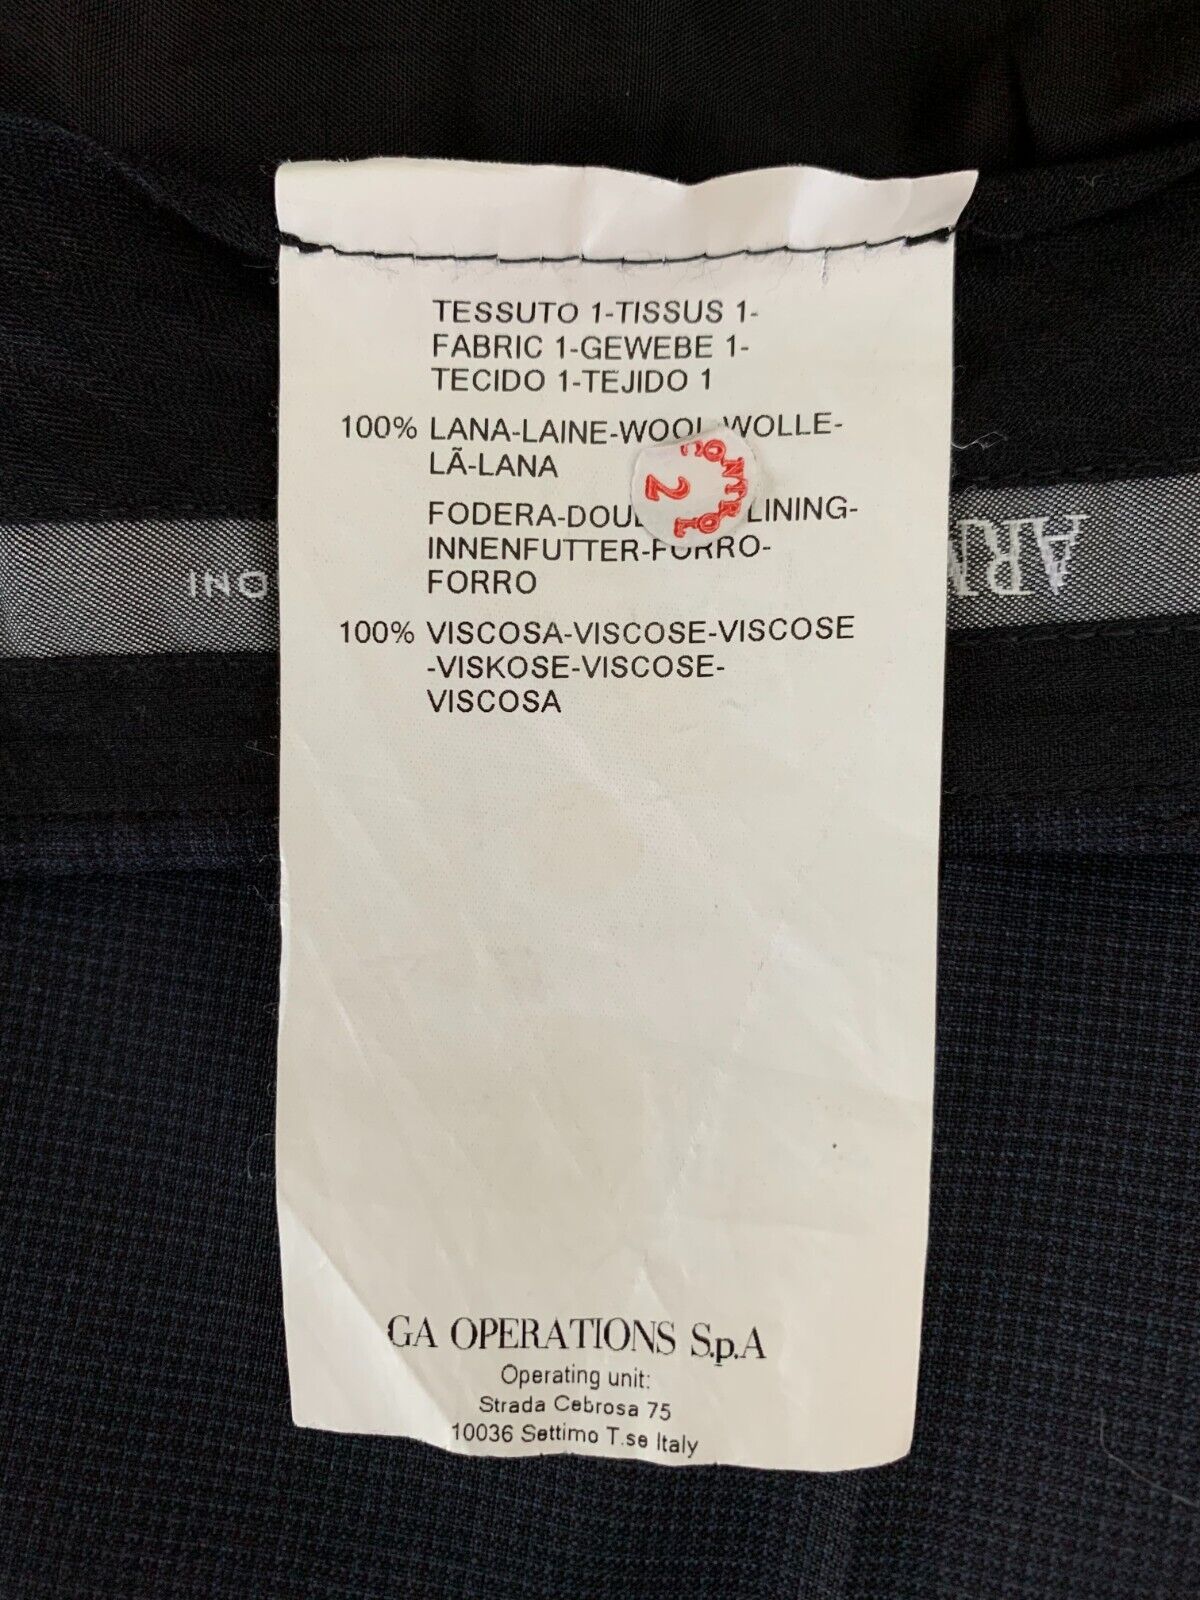 TESSUTO 1-TISSUS 1-
FABRIC 1-GEWEBE 1-
TECIDO 1-TEJIDO 1
100% LANA-LAINE-WOOL-WOLLE-
LÃ-LANA
CONTROL
2
FODERA-DOU LINING-
INNENFUTTER-FORRO-
FORRO
100% VISCOSA-VISCOSE-VISCOSE
-VISKOSE-VISCOSE-
VISCOSA
GA OPERATIONS S.p.A
Operating unit:
Strada Cebrosa 75
10036 Settimo T.se Italy